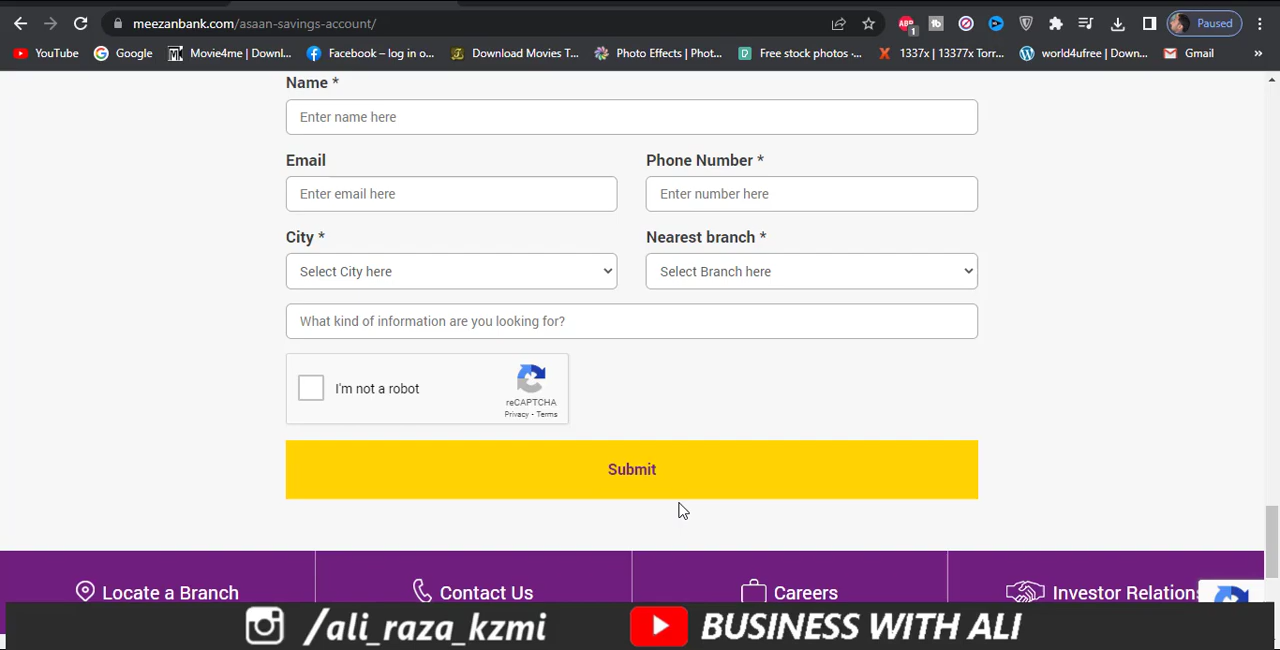 meezanbank.com/asaan-savings-account/
1
Paused
YouTube
Google
Movie4me | Downl...
Facebook – log in o...
Download Movies T...
Photo Effects | Phot...
Free stock photos -...
1337x | 13377x Torr...
world4ufree | Down...
Gmail
»
Name *
Enter name here
Email
Phone Number *
Enter email here
Enter number here
City *
Nearest branch *
Select City here
Select Branch here
What kind of information are you looking for?
I'm not a robot
reCAPTCHA
Privacy - Terms
Submit
Locate a Branch
Contact Us
Careers
Investor Relations
/ali_raza_kzmi
BUSINESS WITH ALI